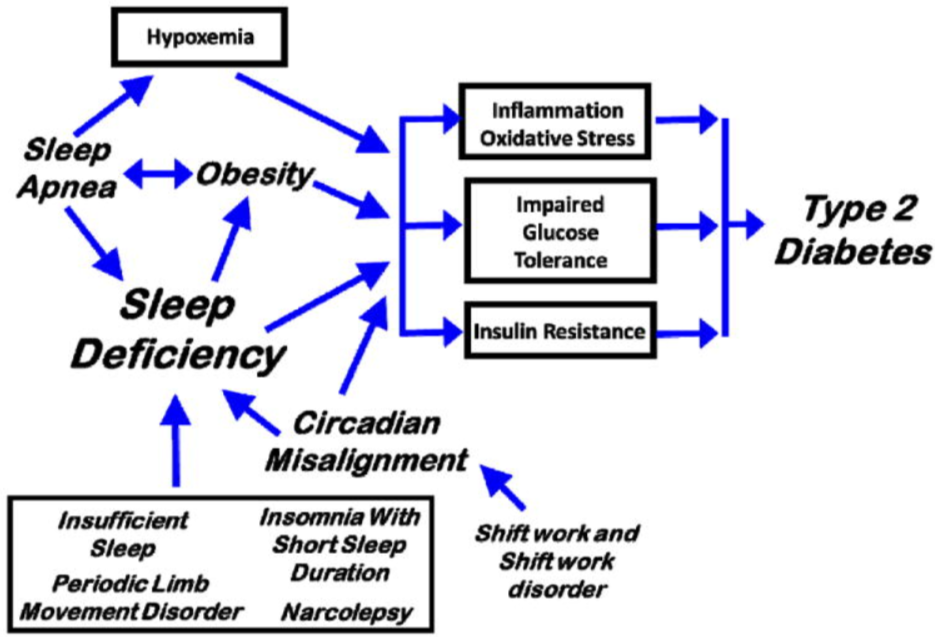 Hypoxemia
Sleep
Apnea
Obesity
Inflammation
Oxidative Stress
Impaired
Glucose
Tolerance
Insulin Resistance
Type 2
Diabetes
Sleep
Deficiency
Circadian
Misalignment
Insufficient
Sleep
Periodic Limb
Movement Disorder
Insomnia With
Short Sleep
Duration
Narcolepsy
Shift work and
Shift work
disorder